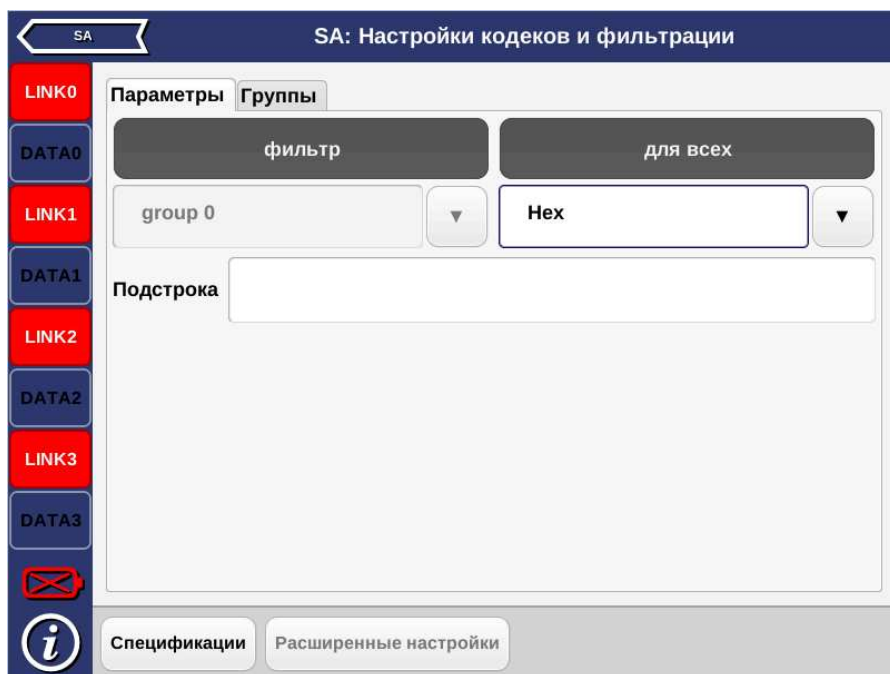 SA
SA: Настройки кодеков и фильтрации
LINK0
DATA0
LINK1
DATA1
LINK2
DATA2
LINK3
DATA3
Параметры Группы
фильтр для всех
group 0 ▼ Hex ▼
Подстрока
i
Спецификации Расширенные настройки